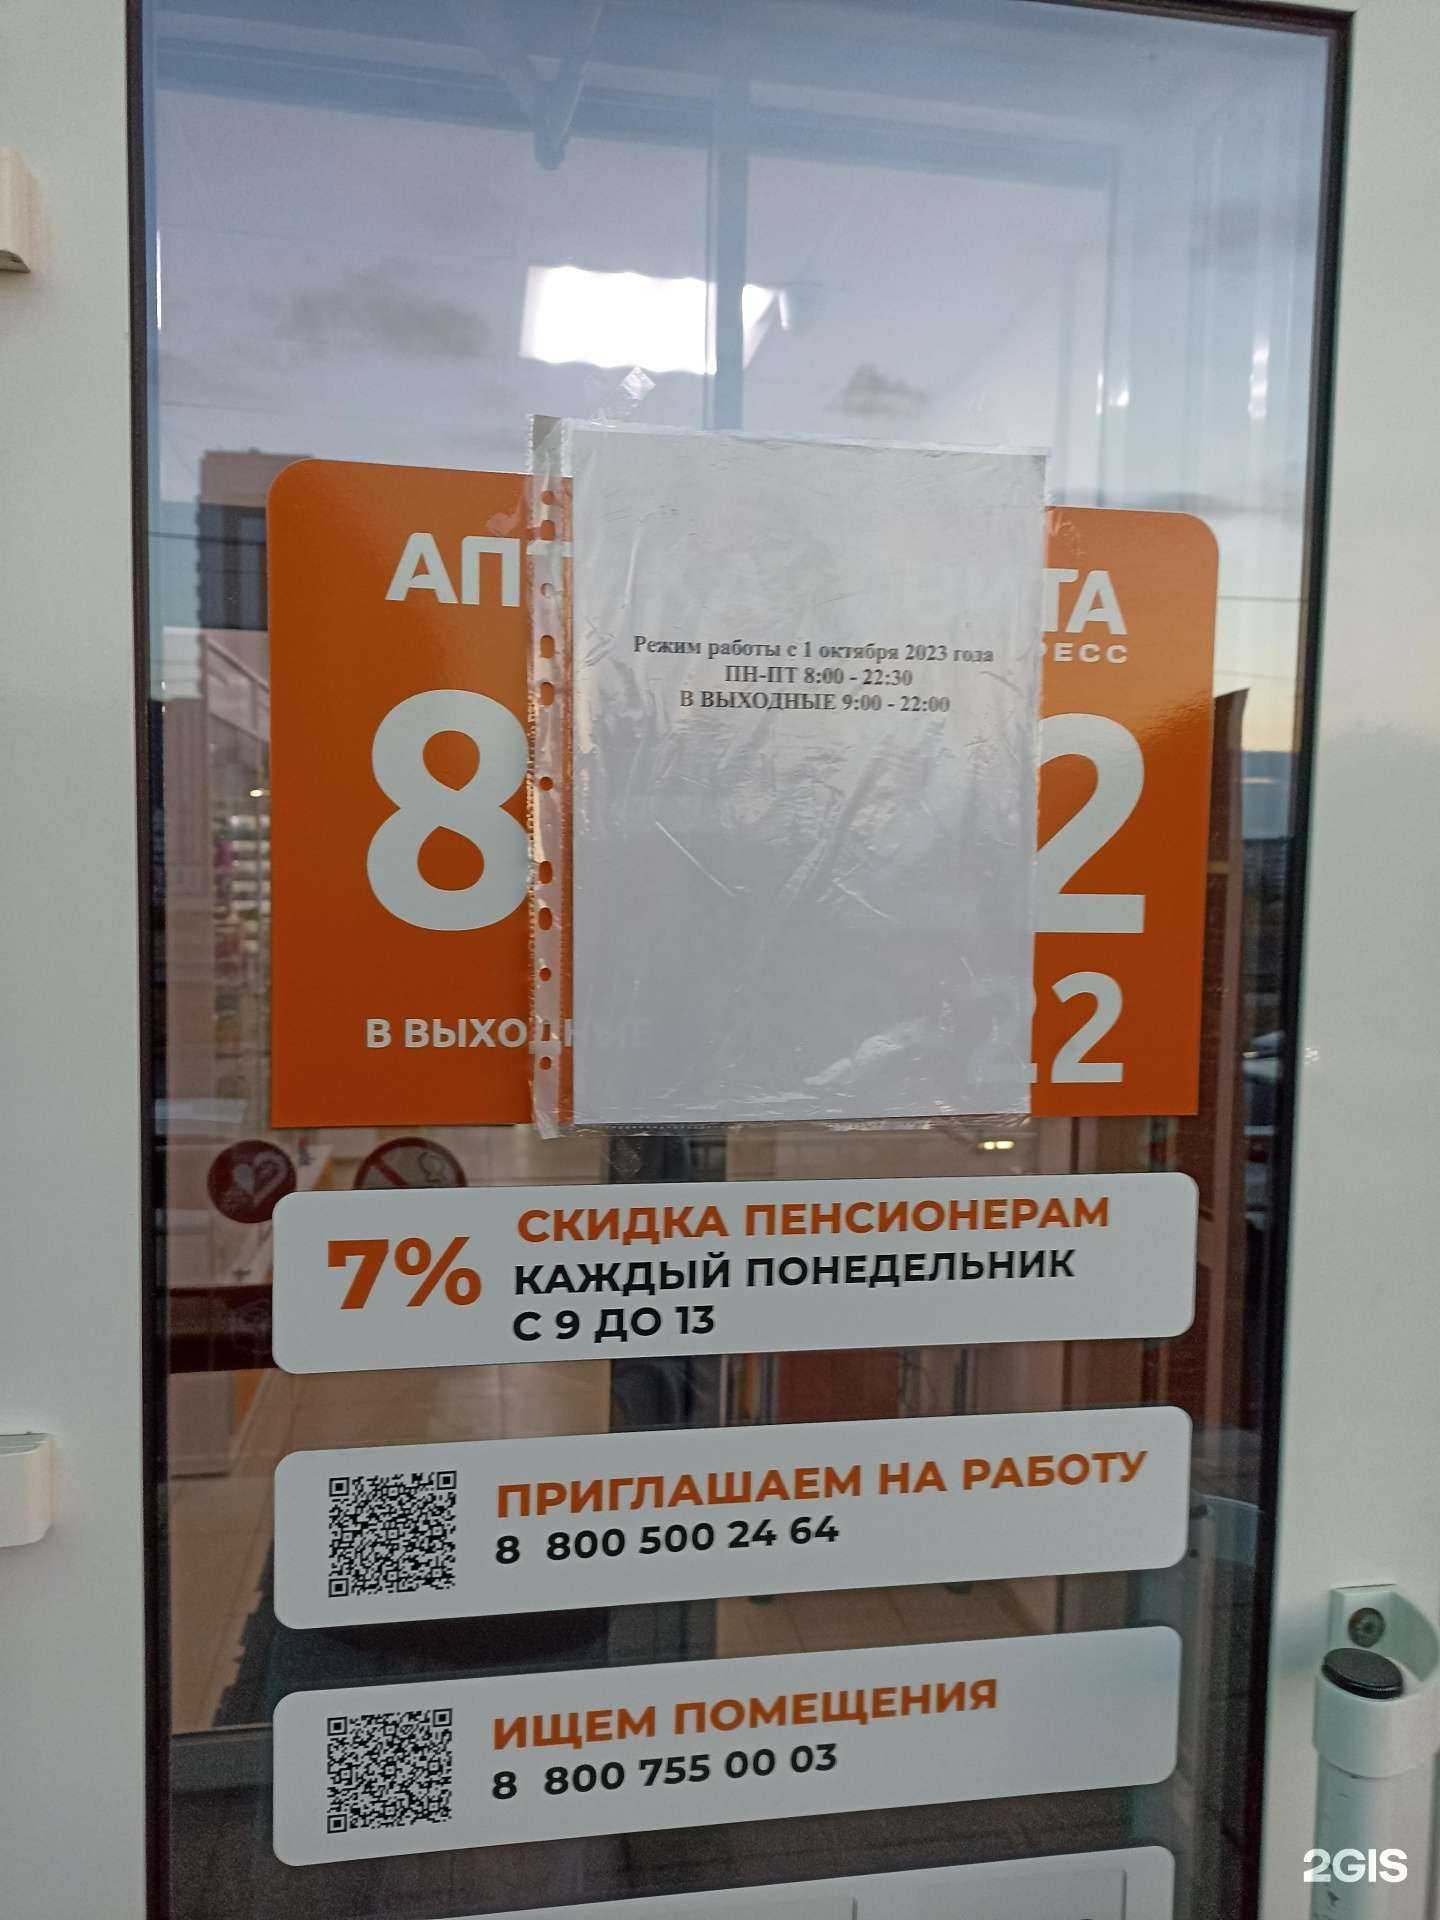 АП ТА
РЕСС
Режим работы с 1 октября 2023 года
ПН-ПТ 8:00 - 22:30
В ВЫХОДНЫЕ 9:00 - 22:00
8 2
В ВЫХОДНЫЕ 22
7% СКИДКА ПЕНСИОНЕРАМ
КАЖДЫЙ ПОНЕДЕЛЬНИК
С 9 ДО 13
ПРИГЛАШАЕМ НА РАБОТУ
8 800 500 24 64
ИЩЕМ ПОМЕЩЕНИЯ
8 800 755 00 03
2GIS